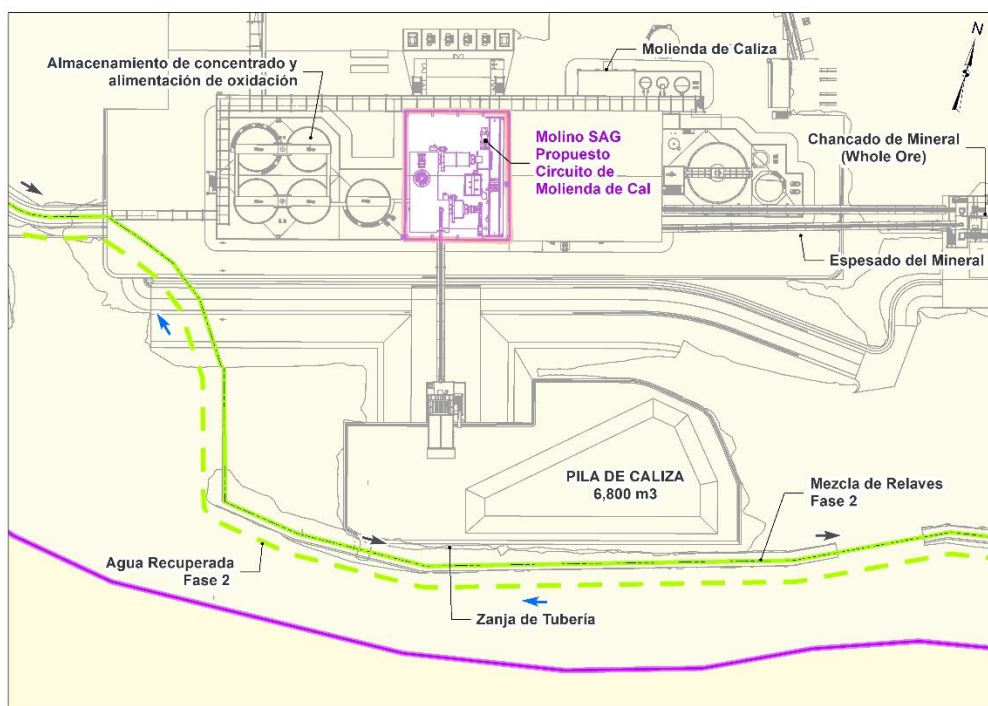 N
Almacenamiento de concentrado y
alimentación de oxidación
Molienda de Caliza
Molino SAG
Propuesto
Circuito de
Molienda de Cal
Chancado de Mineral
(Whole Ore)
Espesado del Mineral
PILA DE CALIZA
6,800 m3
Mezcla de Relaves
Fase 2
Agua Recuperada
Fase 2
Zanja de Tubería